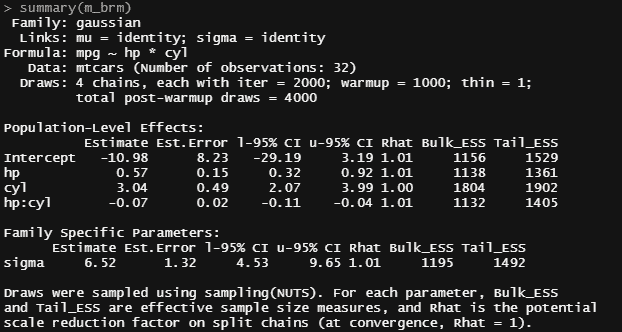 > summary(m_brm)
 Family: gaussian
  Links: mu = identity; sigma = identity
Formula: mpg ~ hp * cyl
   Data: mtcars (Number of observations: 32)
  Draws: 4 chains, each with iter = 2000; warmup = 1000; thin = 1;
         total post-warmup draws = 4000
Population-Level Effects:
          Estimate Est.Error l-95% CI u-95% CI Rhat Bulk_ESS Tail_ESS
Intercept   -10.98      8.23   -29.19     3.19 1.01     1156     1529
hp            0.57      0.15     0.32     0.92 1.01     1138     1361
cyl           3.04      0.49     2.07     3.99 1.00     1804     1902
hp:cyl       -0.07      0.02    -0.11    -0.04 1.01     1132     1405
Family Specific Parameters:
      Estimate Est.Error l-95% CI u-95% CI Rhat Bulk_ESS Tail_ESS
sigma     6.52      1.32     4.53     9.65 1.01     1195     1492
Draws were sampled using sampling(NUTS). For each parameter, Bulk_ESS
and Tail_ESS are effective sample size measures, and Rhat is the potential
scale reduction factor on split chains (at convergence, Rhat = 1).